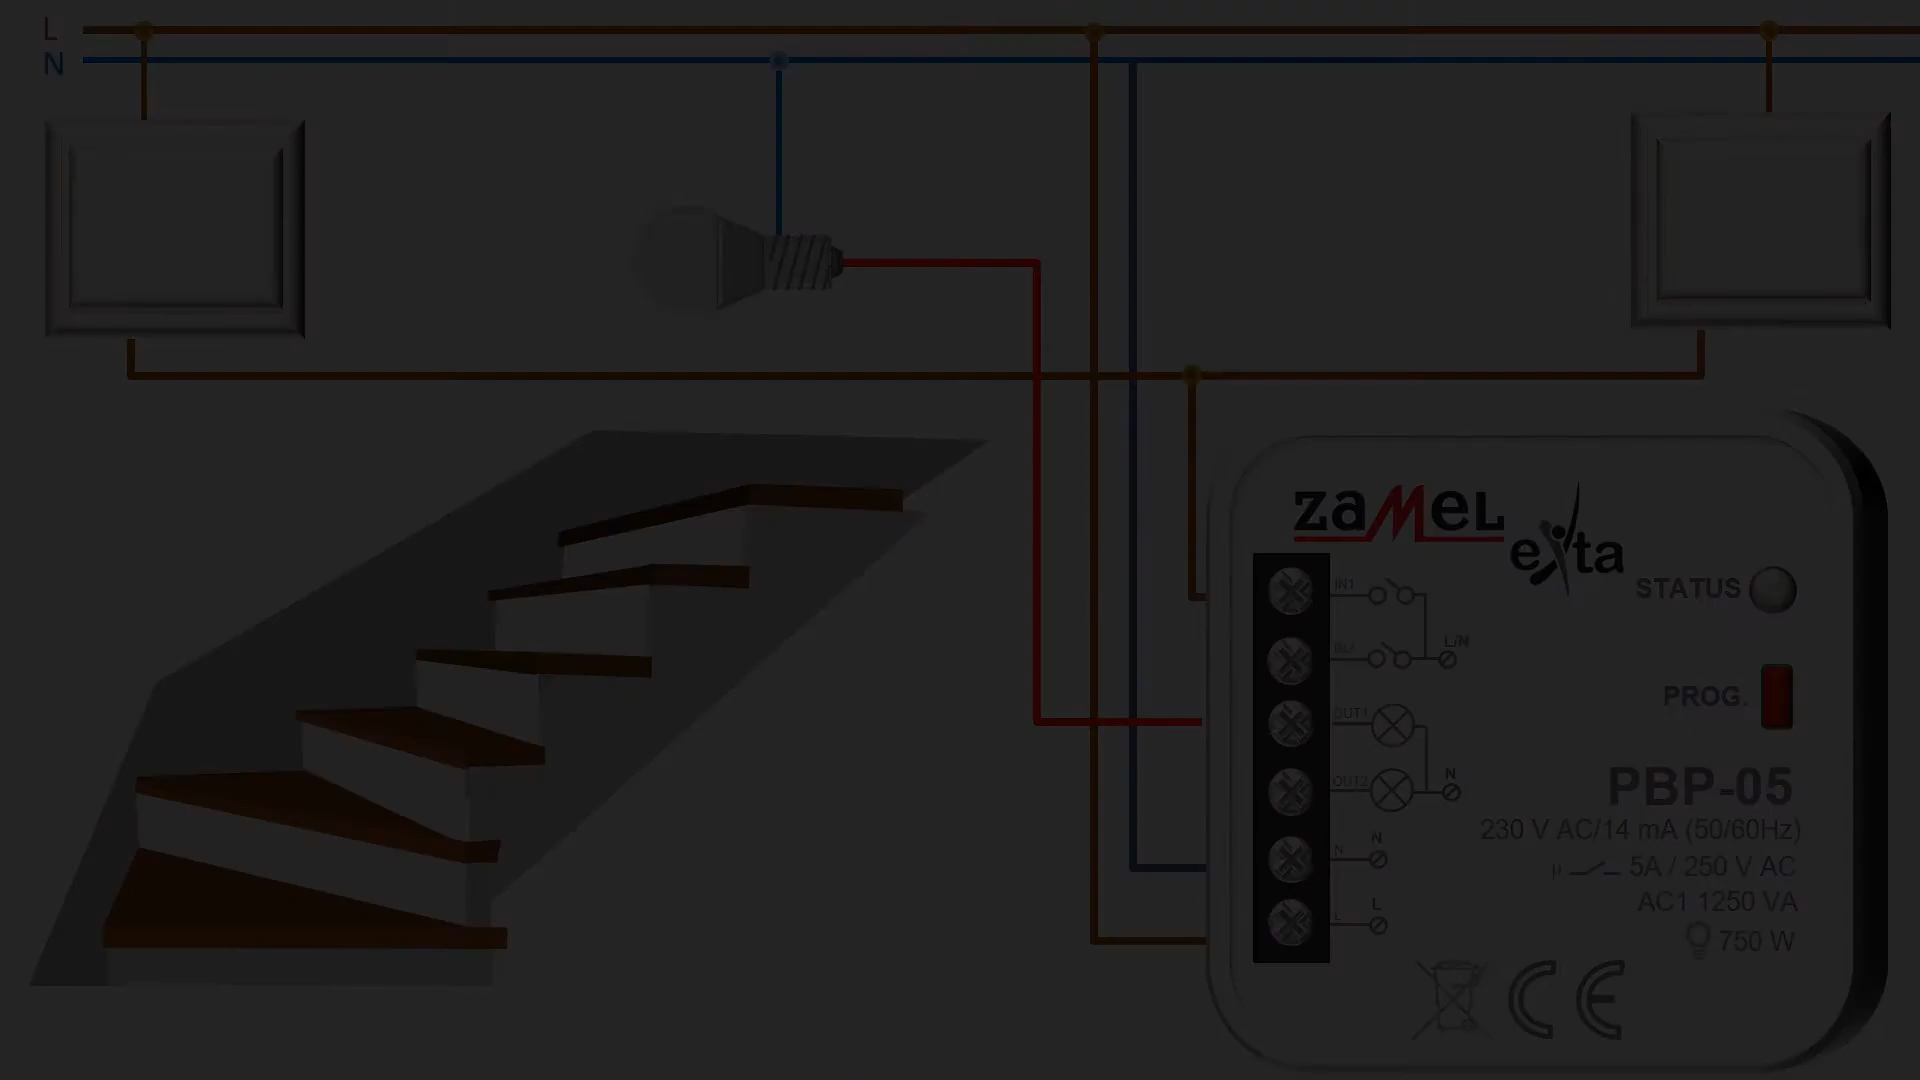 L
N
zaMeL
exta
STATUS
IN1
IN2
L/N
PROG.
OUT1
OUT2
N
PBP-05
230 V AC/14 mA (50/60Hz)
N
N
μ 5A / 250 V AC
AC1 1250 VA
L
L
750 W
CE